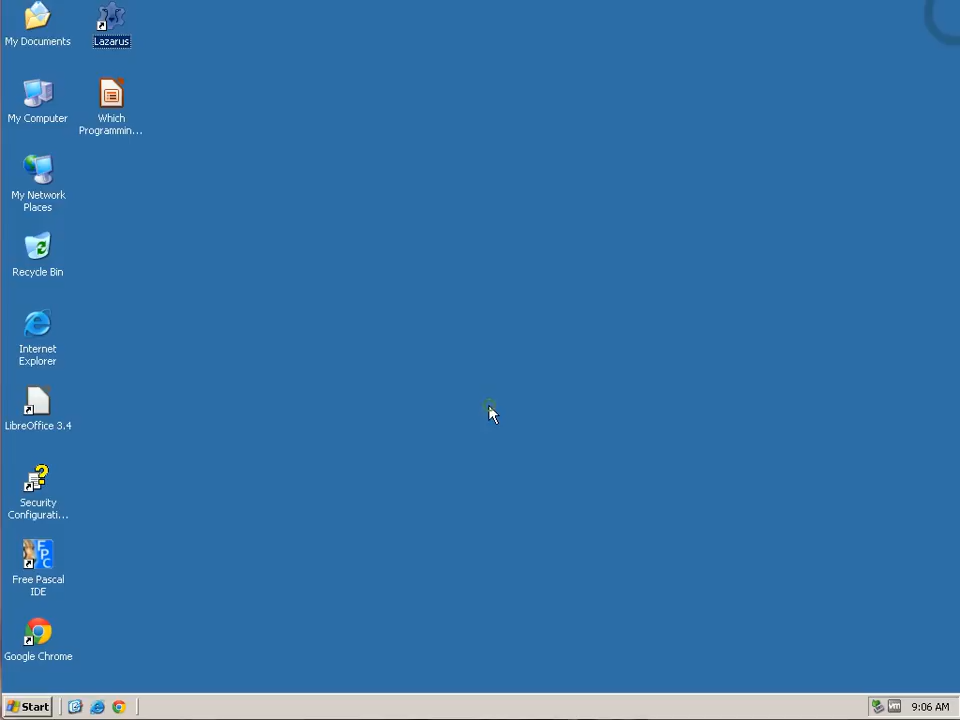 My Documents
Lazarus
My Computer
Which
Programmin...
My Network
Places
Recycle Bin
Internet
Explorer
LibreOffice 3.4
Security
Configurati...
F
P
C
Free Pascal
IDE
Google Chrome
Start
vm
9:06 AM